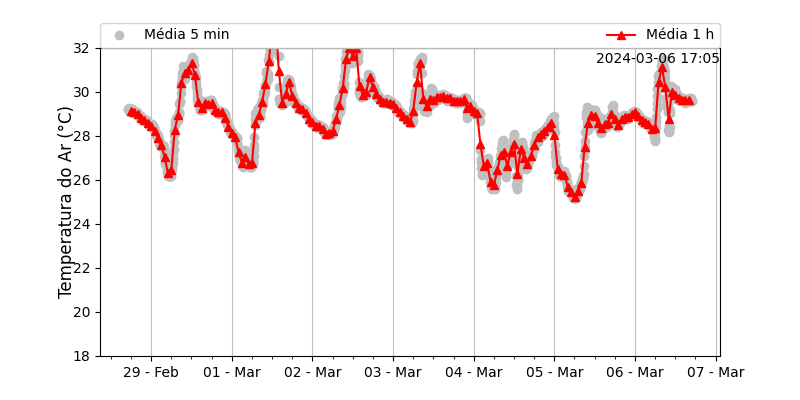 Média 5 min
Média 1 h
2024-03-06 17:05
Temperatura do Ar (°C)
32
30
28
26
24
22
20
18
29 - Feb
01 - Mar
02 - Mar
03 - Mar
04 - Mar
05 - Mar
06 - Mar
07 - Mar